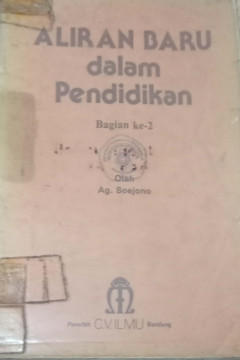 ALIRAN BARU
dalam
Pendidikan
Bagian ke-2
Oleh
Ag. Soejono
Penerbit C.V. ILMU Bandung